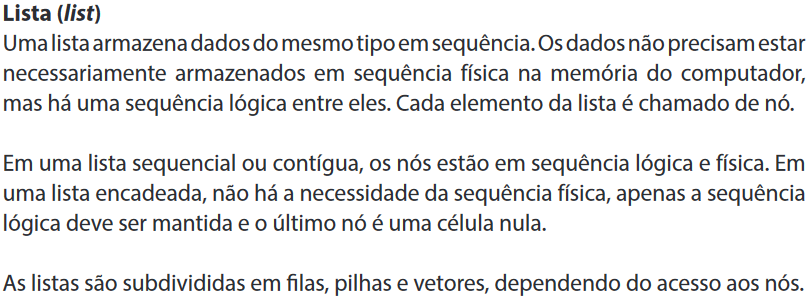 Lista (list)
Uma lista armazena dados do mesmo tipo em sequência. Os dados não precisam estar
necessariamente armazenados em sequência física na memória do computador,
mas há uma sequência lógica entre eles. Cada elemento da lista é chamado de nó.
Em uma lista sequencial ou contígua, os nós estão em sequência lógica e física. Em
uma lista encadeada, não há a necessidade da sequência física, apenas a sequência
lógica deve ser mantida e o último nó é uma célula nula.
As listas são subdivididas em filas, pilhas e vetores, dependendo do acesso aos nós.